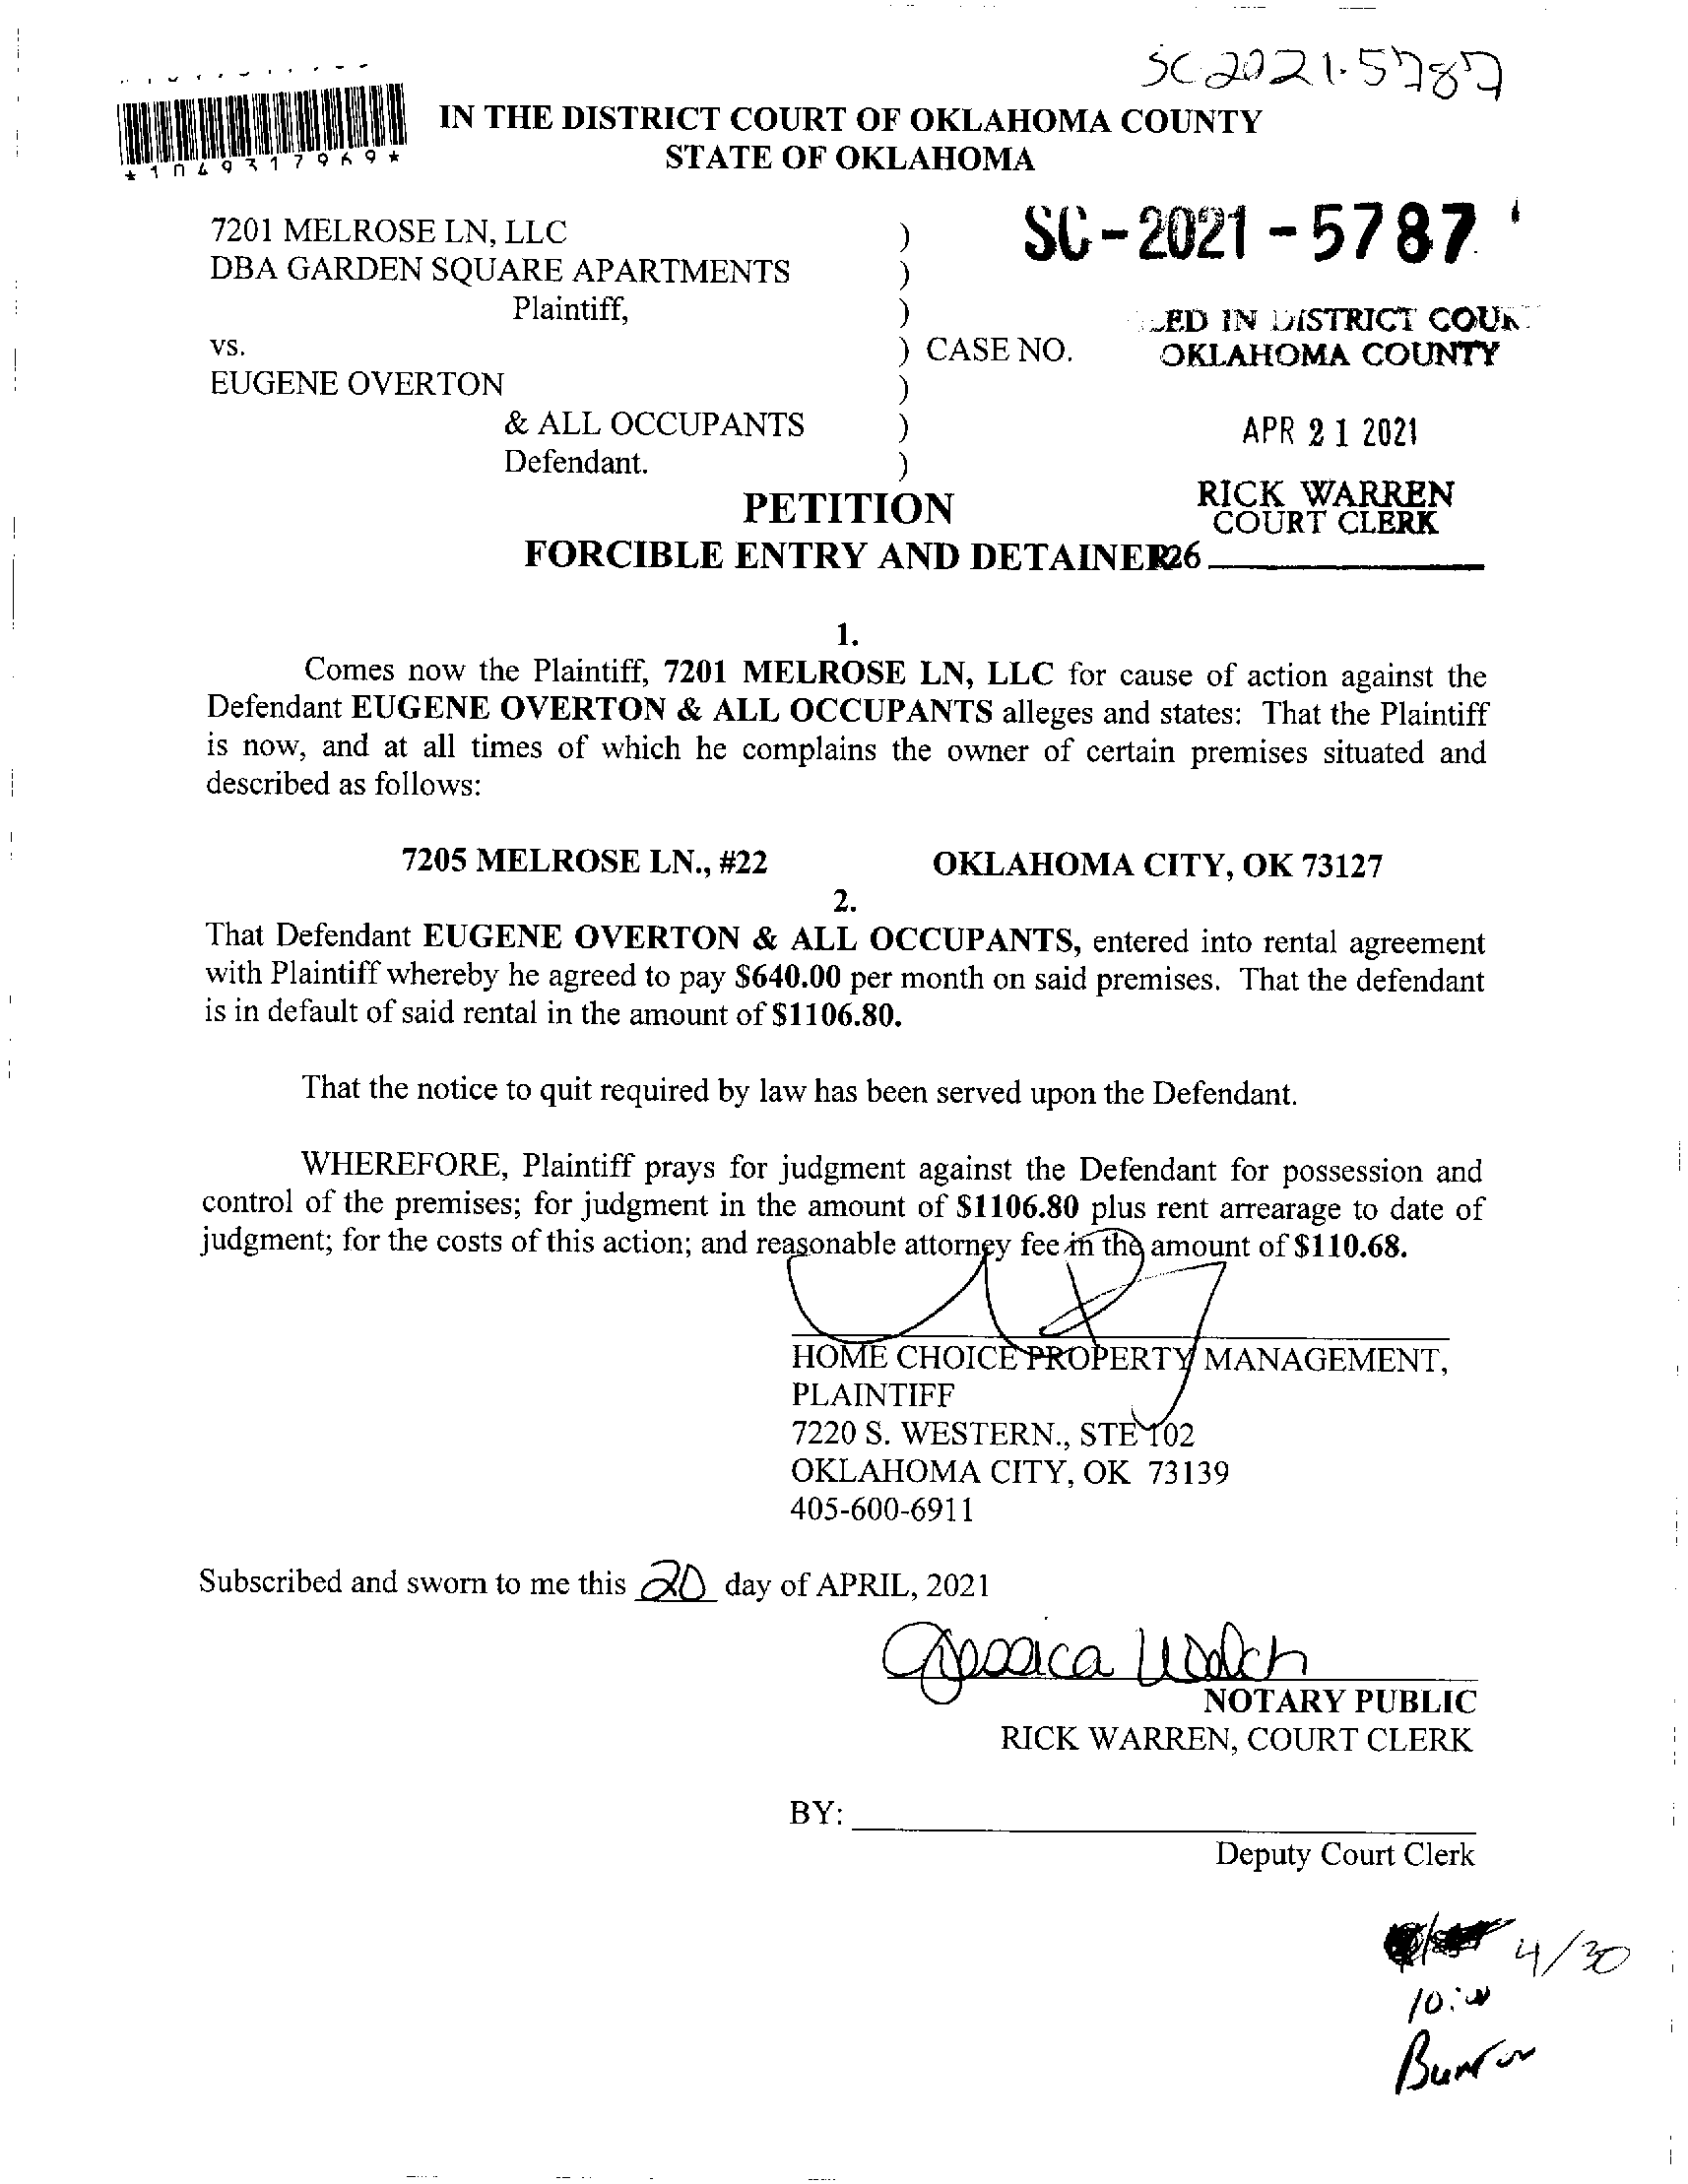 SC 2021-5787
*1049317969*
IN THE DISTRICT COURT OF OKLAHOMA COUNTY
STATE OF OKLAHOMA
7201 MELROSE LN, LLC )
DBA GARDEN SQUARE APARTMENTS )
Plaintiff, )
vs. ) CASE NO.
EUGENE OVERTON )
& ALL OCCUPANTS )
Defendant. )
SC-2021-5787
IN DISTRICT
OKLAHOMA COUNTY
APR 21 2021
RICK WARREN
COURT CLERK
26
PETITION
FORCIBLE ENTRY AND DETAINER
1.
Comes now the Plaintiff, 7201 MELROSE LN, LLC for cause of action against the
Defendant EUGENE OVERTON & ALL OCCUPANTS alleges and states: That the Plaintiff
is now, and at all times of which he complains the owner of certain premises situated and
described as follows:
7205 MELROSE LN., #22 OKLAHOMA CITY, OK 73127
2.
That Defendant EUGENE OVERTON & ALL OCCUPANTS, entered into rental agreement
with Plaintiff whereby he agreed to pay $640.00 per month on said premises. That the defendant
is in default of said rental in the amount of $1106.80.
That the notice to quit required by law has been served upon the Defendant.
WHEREFORE, Plaintiff prays for judgment against the Defendant for possession and
control of the premises; for judgment in the amount of $1106.80 plus rent arrearage to date of
judgment; for the costs of this action; and reasonable attorney fee in the amount of $110.68.
HOME CHOICE PROPERTY MANAGEMENT,
PLAINTIFF
7220 S. WESTERN., STE 102
OKLAHOMA CITY, OK 73139
405-600-6911
Subscribed and sworn to me this 20 day of APRIL, 2021
Jessica Welch
NOTARY PUBLIC
RICK WARREN, COURT CLERK
BY:
Deputy Court Clerk
4/30
10:00